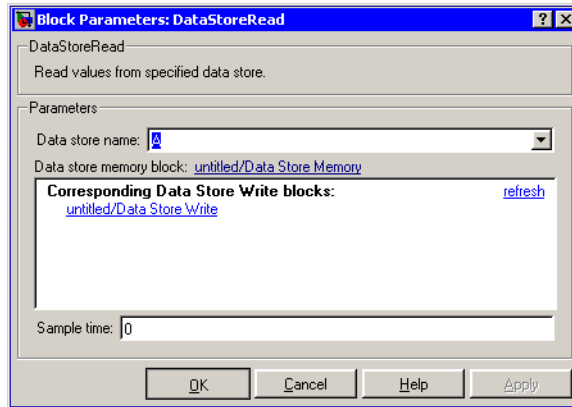 Block Parameters: DataStoreRead
DataStoreRead
Read values from specified data store.
Parameters
Data store name: A
Data store memory block: untitled/Data Store Memory
Corresponding Data Store Write blocks: refresh
untitled/Data Store Write
Sample time: 0
OK Cancel Help Apply